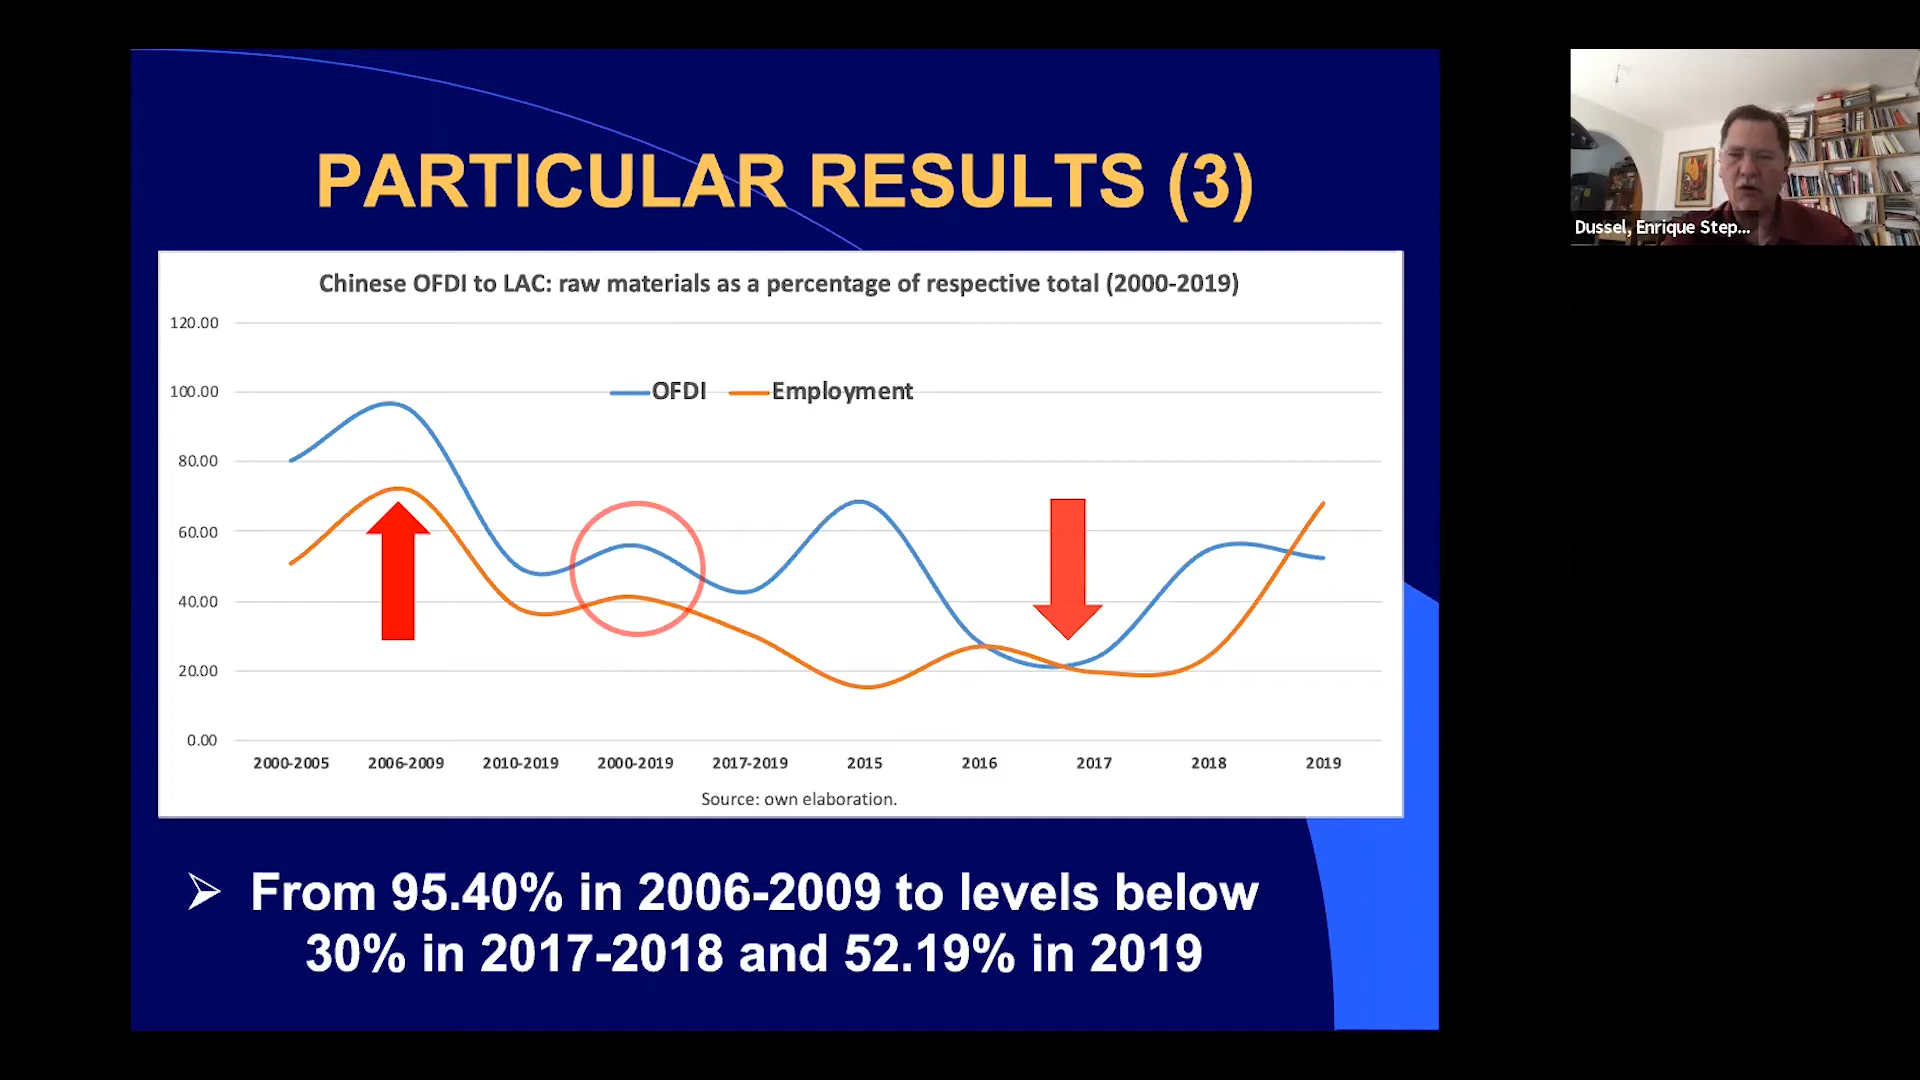 PARTICULAR RESULTS (3)
Chinese OFDI to LAC: raw materials as a percentage of respective total (2000-2019)
120.00
100.00
80.00
60.00
40.00
20.00
0.00
OFDI Employment
2000-2005 2006-2009 2010-2019 2000-2019 2017-2019 2015 2016 2017 2018 2019
Source: own elaboration.
➢ From 95.40% in 2006-2009 to levels below
30% in 2017-2018 and 52.19% in 2019
Dussel, Enrique Step...